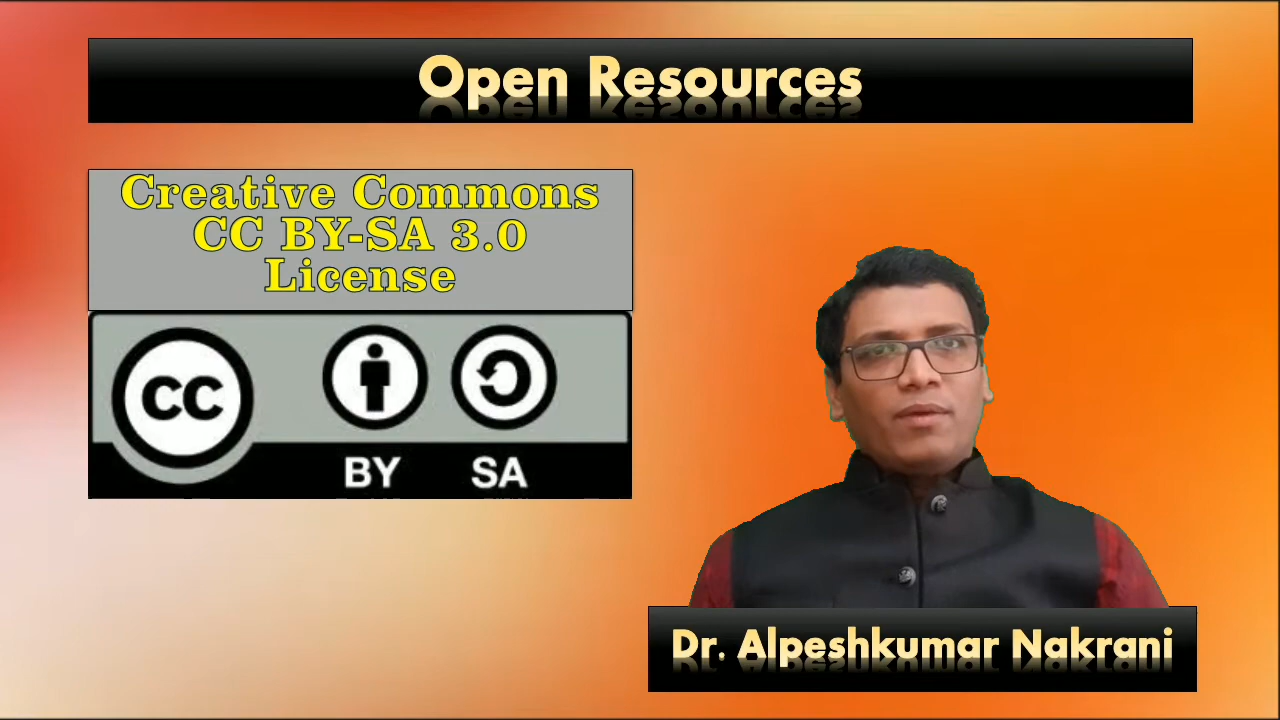 Open Resources
Creative Commons
CC BY-SA 3.0
License
CC
BY SA
Dr. Alpeshkumar Nakrani